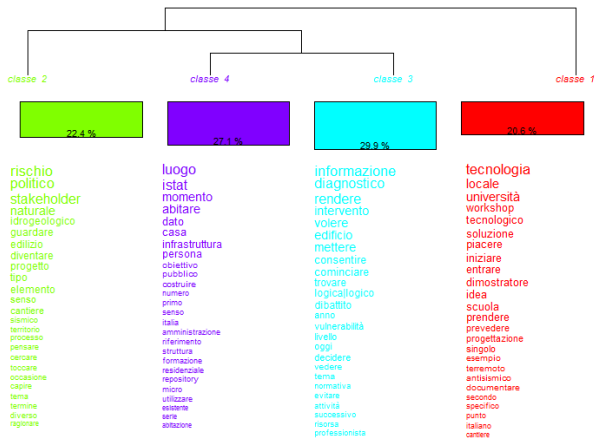 classe 2
classe 4
classe 3
classe 1
22.4 %
27.1 %
29.9 %
20.6 %
rischio
politico
stakeholder
naturale
idrogeologico
guardare
edilizio
diventare
progetto
tipo
elemento
senso
cantiere
sismico
territorio
processo
pensare
cercare
toccare
occasione
capire
tema
termine
diverso
ragionare
luogo
istat
momento
abitare
dato
casa
infrastruttura
persona
obiettivo
pubblico
costruire
numero
primo
senso
italia
amministrazione
riferimento
struttura
formazione
residenziale
repository
micro
utilizzare
esistente
serie
abitazione
informazione
diagnostico
rendere
intervento
volere
edificio
mettere
consentire
cominciare
trovare
logica|logico
dibattito
anno
vulnerabilità
livello
oggi
decidere
vedere
tema
normativa
evitare
attività
successivo
risorsa
professionista
tecnologia
locale
università
workshop
tecnologico
soluzione
piacere
iniziare
entrare
dimostratore
idea
scuola
prendere
prevedere
progettazione
singolo
esempio
terremoto
antisismico
documentare
secondo
specifico
punto
italiano
cantiere